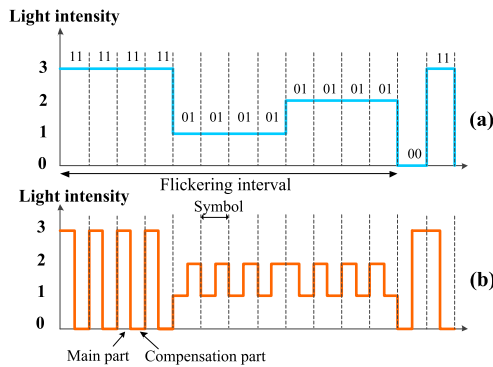 Light intensity
11 11 11 11 11
3
01 01 01 01
2
01 01 01 01
1
(a)
00
0
Flickering interval
Light intensity
Symbol
3
2
(b)
1
0
Main part Compensation part